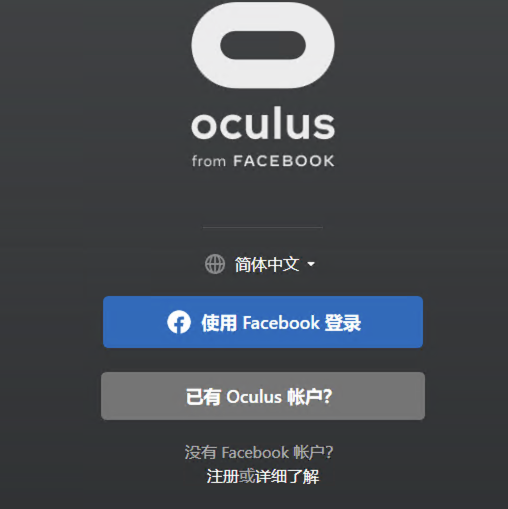 oculus
from FACEBOOK
简体中文
使用 Facebook 登录
已有 Oculus 帐户?
没有 Facebook 帐户?
注册或详细了解